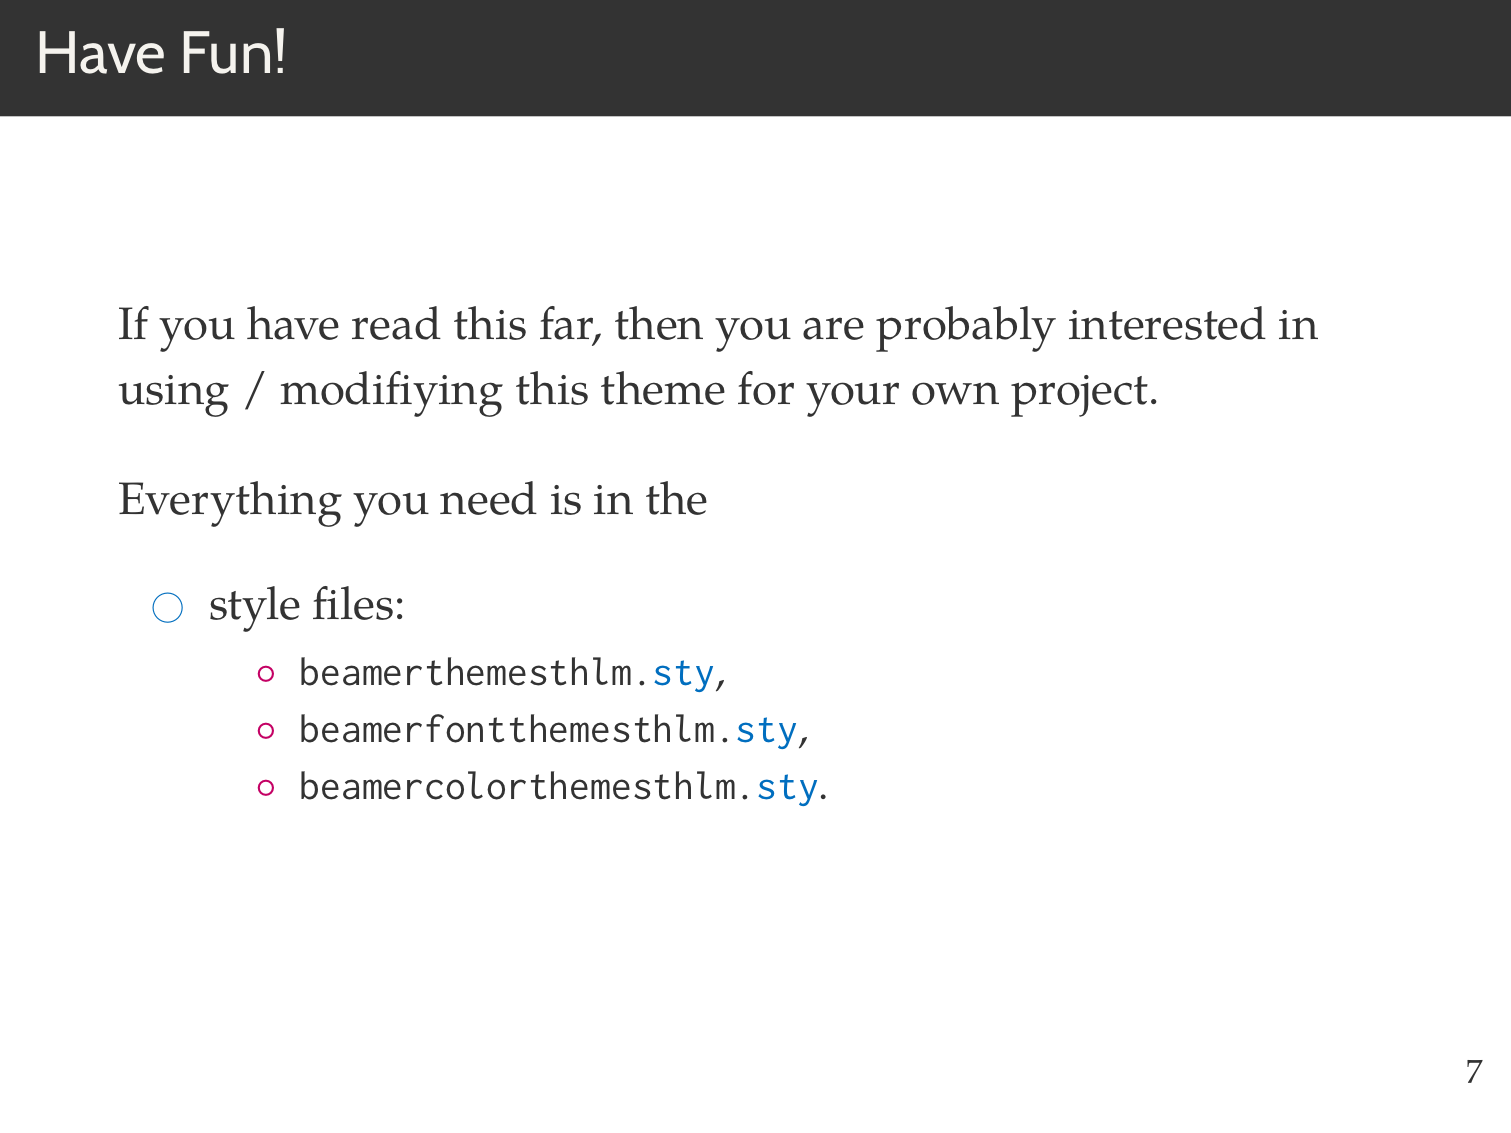 Have Fun!
If you have read this far, then you are probably interested in
using / modifiying this theme for your own project.
Everything you need is in the
style files:
beamerthemesthlm.sty,
beamerfontthemesthlm.sty,
beamercolorthemesthlm.sty.
7